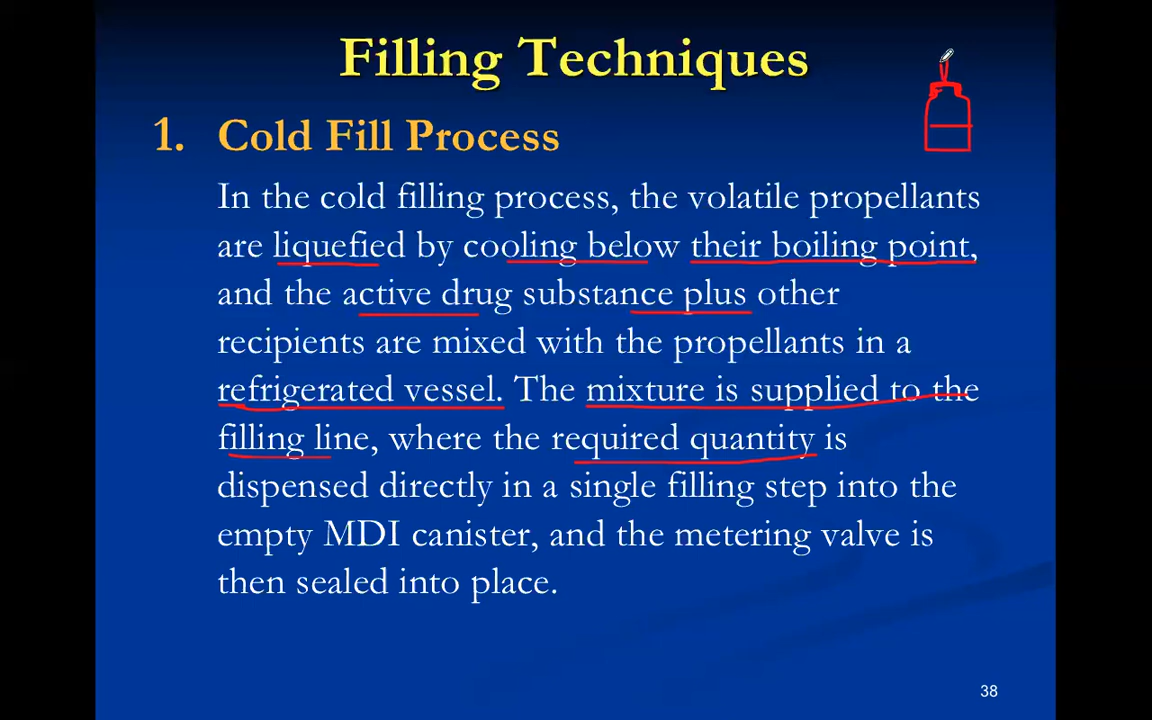 Filling Techniques
1. Cold Fill Process
In the cold filling process, the volatile propellants
are liquefied by cooling below their boiling point,
and the active drug substance plus other
recipients are mixed with the propellants in a
refrigerated vessel. The mixture is supplied to the
filling line, where the required quantity is
dispensed directly in a single filling step into the
empty MDI canister, and the metering valve is
then sealed into place.
38